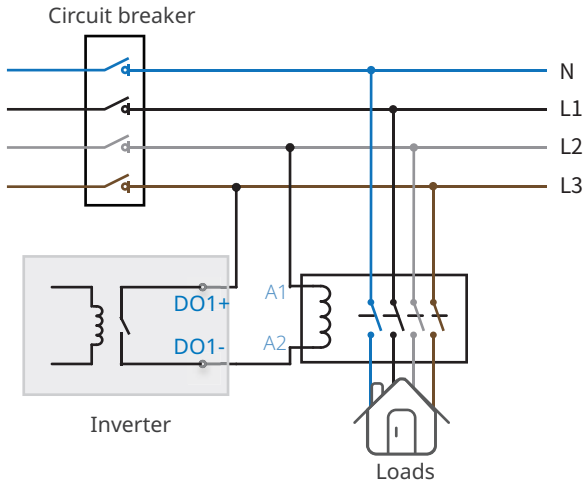 Circuit breaker
N
L1
L2
L3
DO1+
A1
DO1-
A2
Inverter
Loads